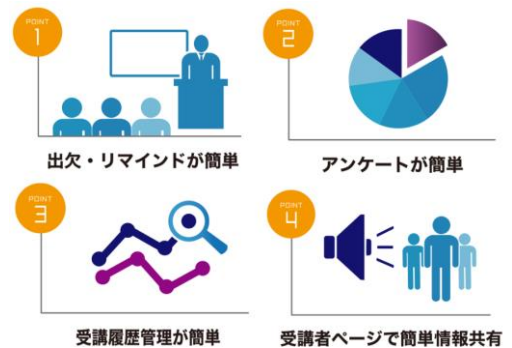 POINT
1
出欠・リマインドが簡単
POINT
2
アンケートが簡単
POINT
3
受講履歴管理が簡単
POINT
4
受講者ページで簡単情報共有